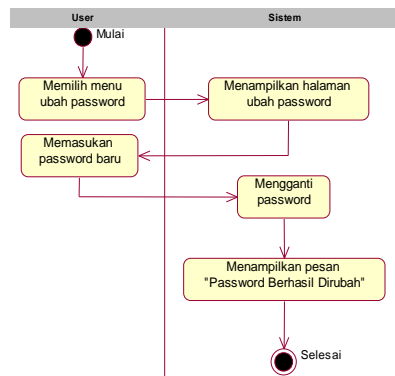 User
Sistem
Mulai
Memilih menu
ubah password
Menampilkan halaman
ubah password
Memasukan
password baru
Mengganti
password
Menampilkan pesan
"Password Berhasil Dirubah"
Selesai